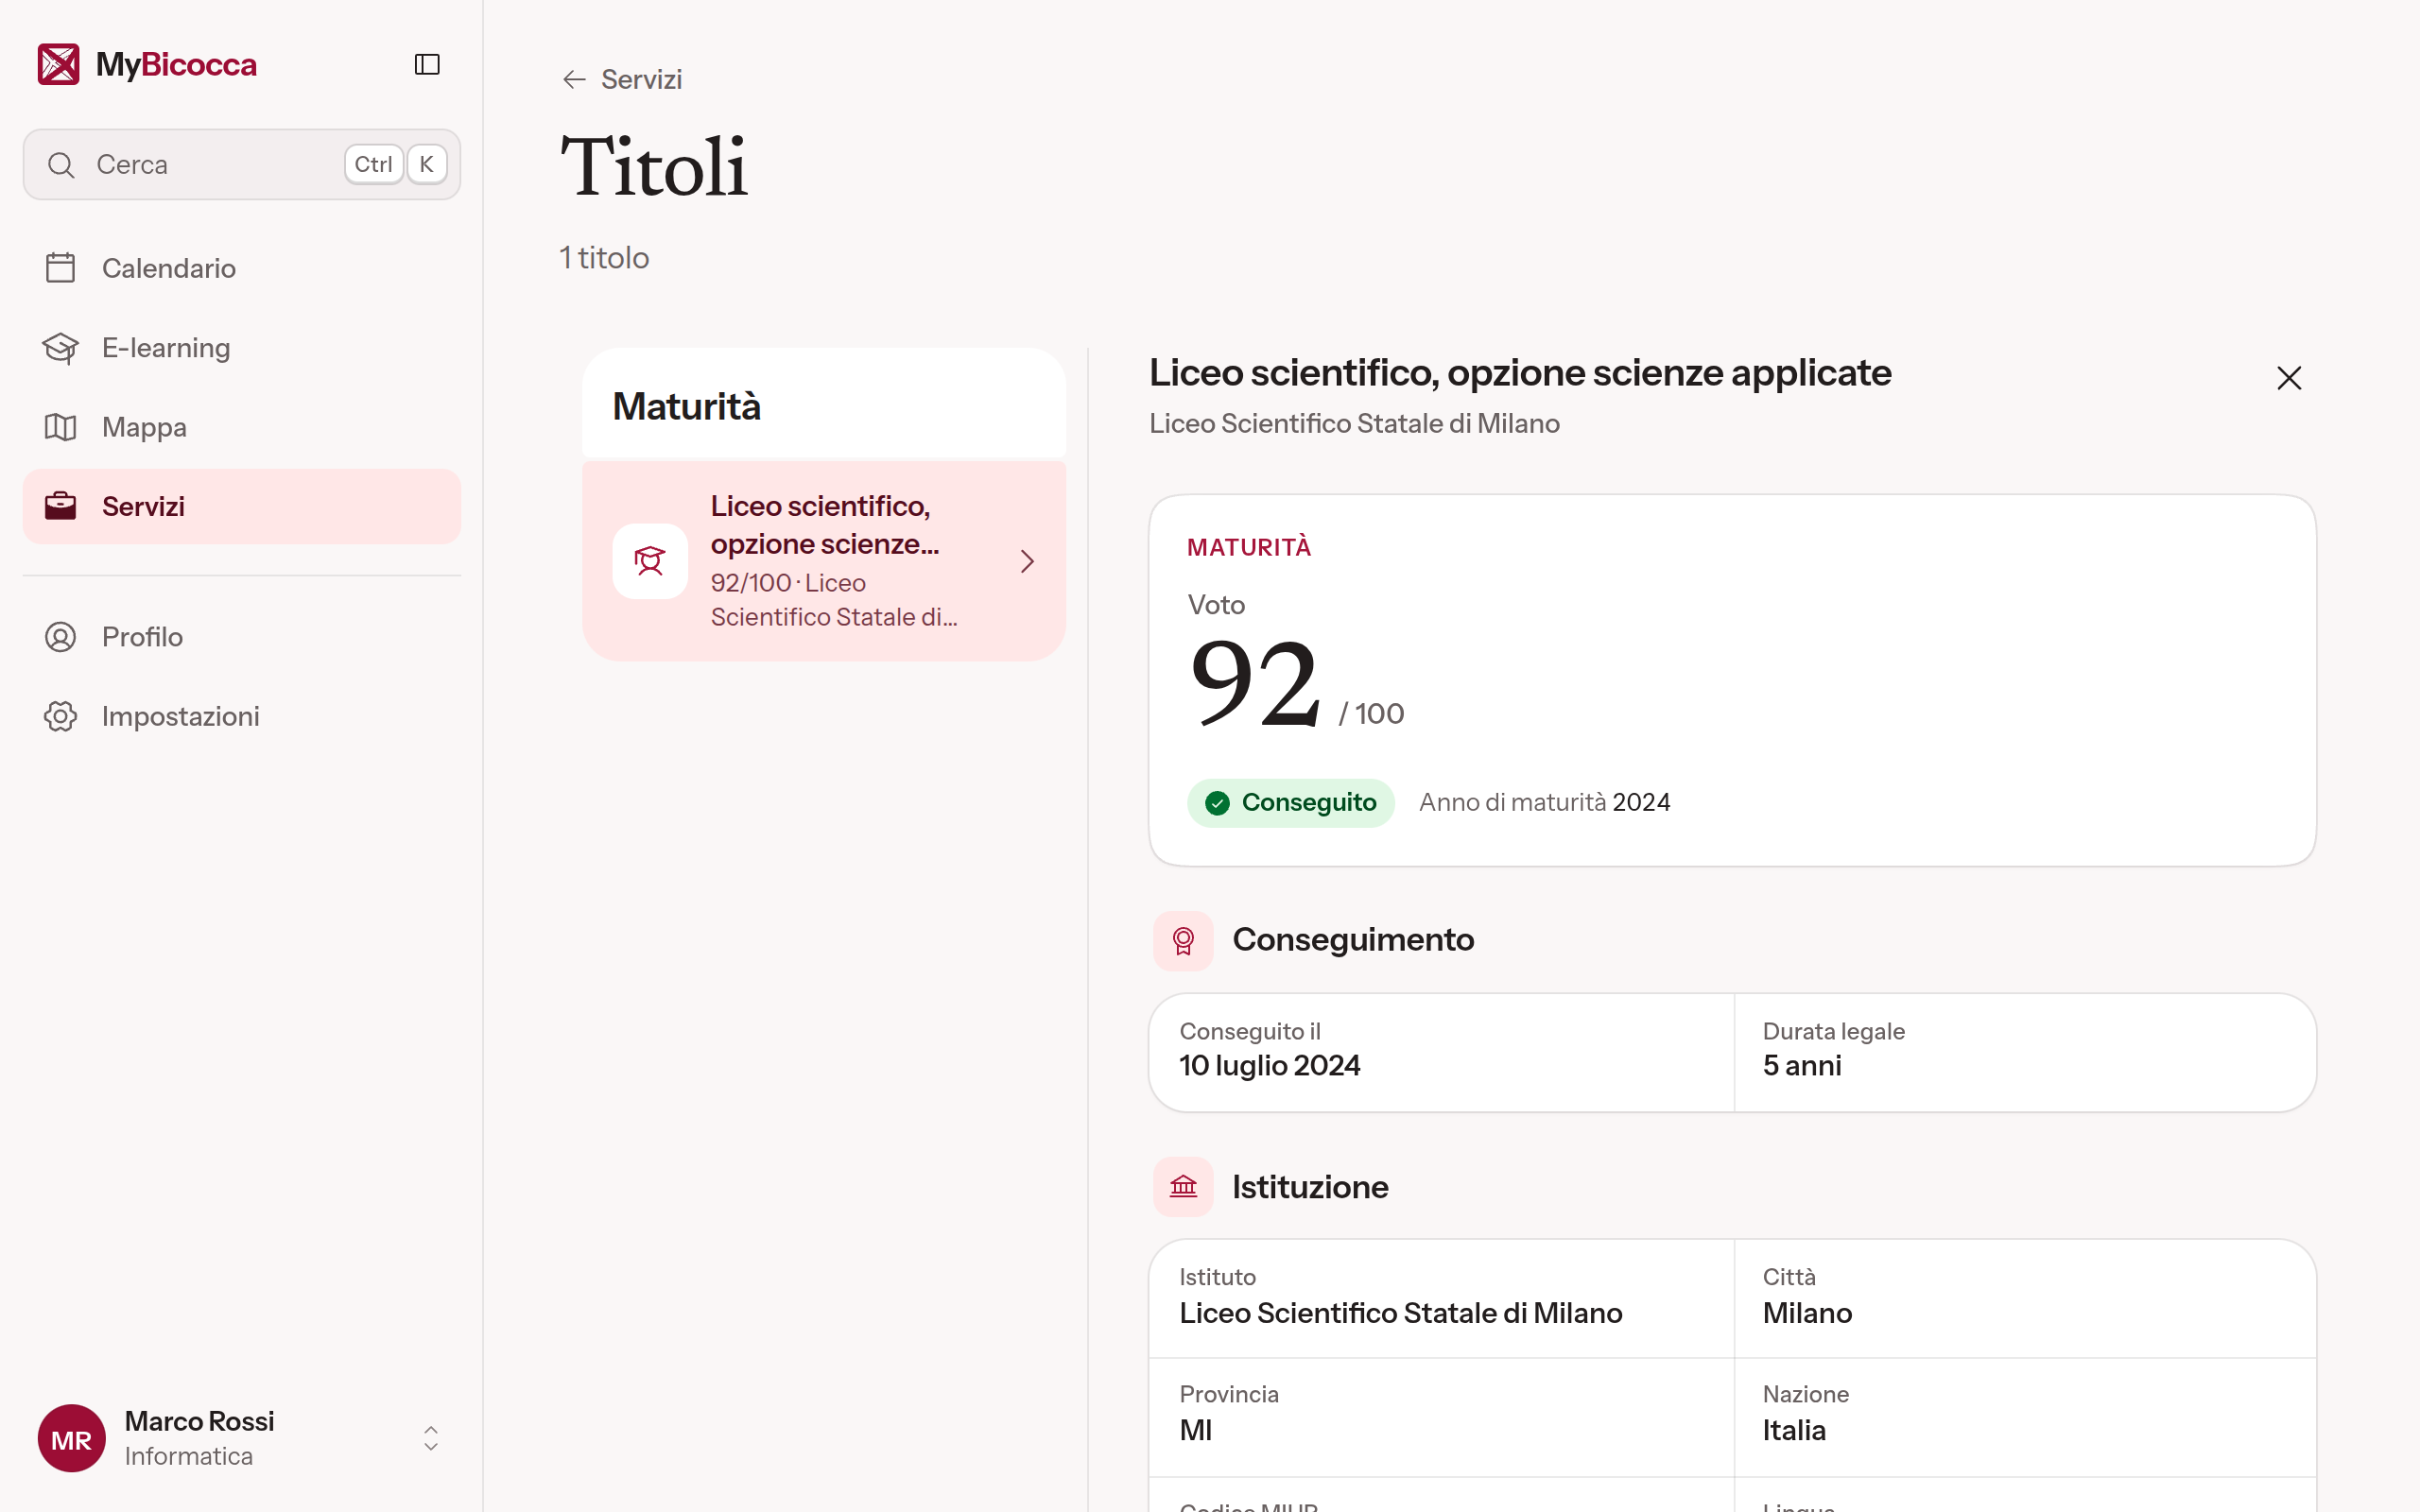 MyBicocca
Cerca
Ctrl K
Calendario
E-learning
Mappa
Servizi
Profilo
Impostazioni
MR
Marco Rossi
Informatica
Servizi
Titoli
1 titolo
Maturità
Liceo scientifico,
opzione scienze...
92/100 · Liceo
Scientifico Statale di...
Liceo scientifico, opzione scienze applicate
Liceo Scientifico Statale di Milano
MATURITÀ
Voto
92 / 100
Conseguito
Anno di maturità 2024
Conseguimento
Conseguito il
10 luglio 2024
Durata legale
5 anni
Istituzione
Istituto
Liceo Scientifico Statale di Milano
Città
Milano
Provincia
MI
Nazione
Italia
Codice MIUR
Lingua